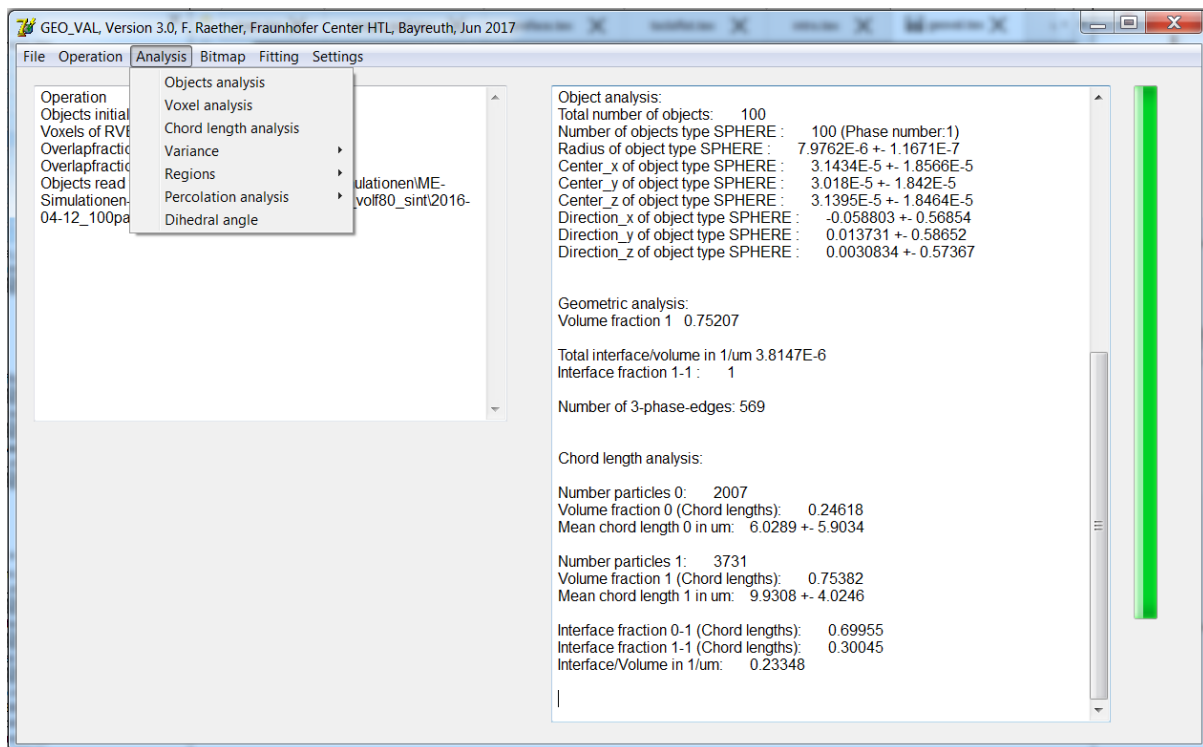 GEO_VAL, Version 3.0, F. Raether, Fraunhofer Center HTL, Bayreuth, Jun 2017
File Operation Analysis Bitmap Fitting Settings
Objects analysis
Voxel analysis
Chord length analysis
Variance
Regions
Percolation analysis
Dihedral angle
Operation
Objects initial
Voxels of RVE
Overlapfractio
Overlapfractio
Objects read ulationen\ME-
Simulationen- _volf80_sint\2016-
04-12_100pa
Object analysis:
Total number of objects: 100
Number of objects type SPHERE : 100 (Phase number:1)
Radius of object type SPHERE : 7.9762E-6 +- 1.1671E-7
Center_x of object type SPHERE : 3.1434E-5 +- 1.8566E-5
Center_y of object type SPHERE : 3.018E-5 +- 1.842E-5
Center_z of object type SPHERE : 3.1395E-5 +- 1.8464E-5
Direction_x of object type SPHERE : -0.058803 +- 0.56854
Direction_y of object type SPHERE : 0.013731 +- 0.58652
Direction_z of object type SPHERE : 0.0030834 +- 0.57367
Geometric analysis:
Volume fraction 1 0.75207
Total interface/volume in 1/um 3.8147E-6
Interface fraction 1-1 : 1
Number of 3-phase-edges: 569
Chord length analysis:
Number particles 0: 2007
Volume fraction 0 (Chord lengths): 0.24618
Mean chord length 0 in um: 6.0289 +- 5.9034
Number particles 1: 3731
Volume fraction 1 (Chord lengths): 0.75382
Mean chord length 1 in um: 9.9308 +- 4.0246
Interface fraction 0-1 (Chord lengths): 0.69955
Interface fraction 1-1 (Chord lengths): 0.30045
Interface/Volume in 1/um: 0.23348